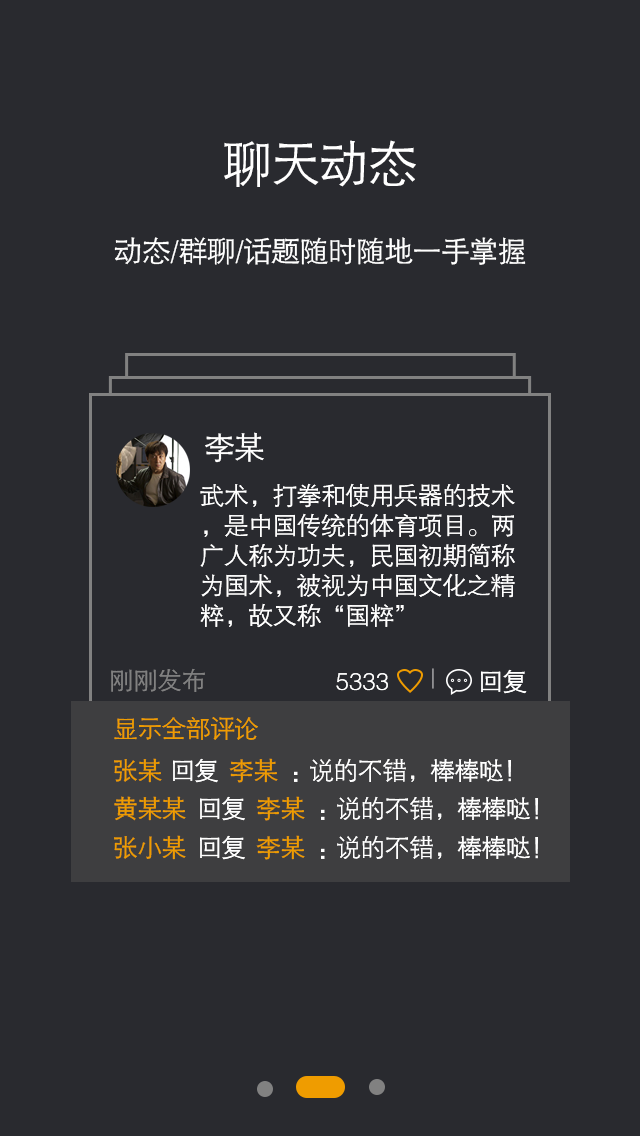 聊天动态
动态/群聊/话题随时随地一手掌握
李某
武术，打拳和使用兵器的技术
，是中国传统的体育项目。两
广人称为功夫，民国初期简称
为国术，被视为中国文化之精
粹，故又称“国粹”
刚刚发布 5333 回复
显示全部评论
张某 回复 李某 ：说的不错，棒棒哒！
黄某某 回复 李某 ：说的不错，棒棒哒！
张小某 回复 李某 ：说的不错，棒棒哒！